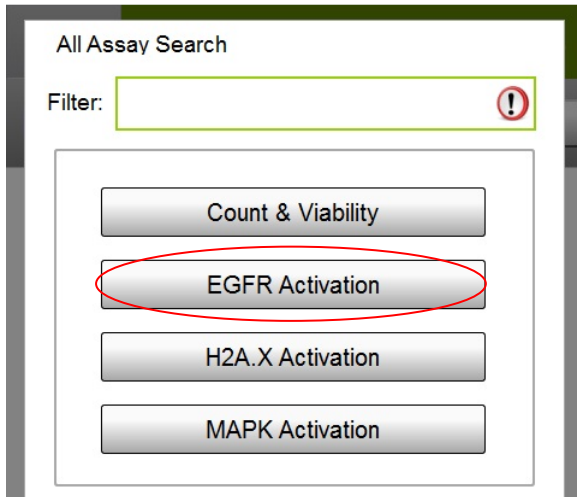 All Assay Search
Filter:
Count & Viability
EGFR Activation
H2A.X Activation
MAPK Activation